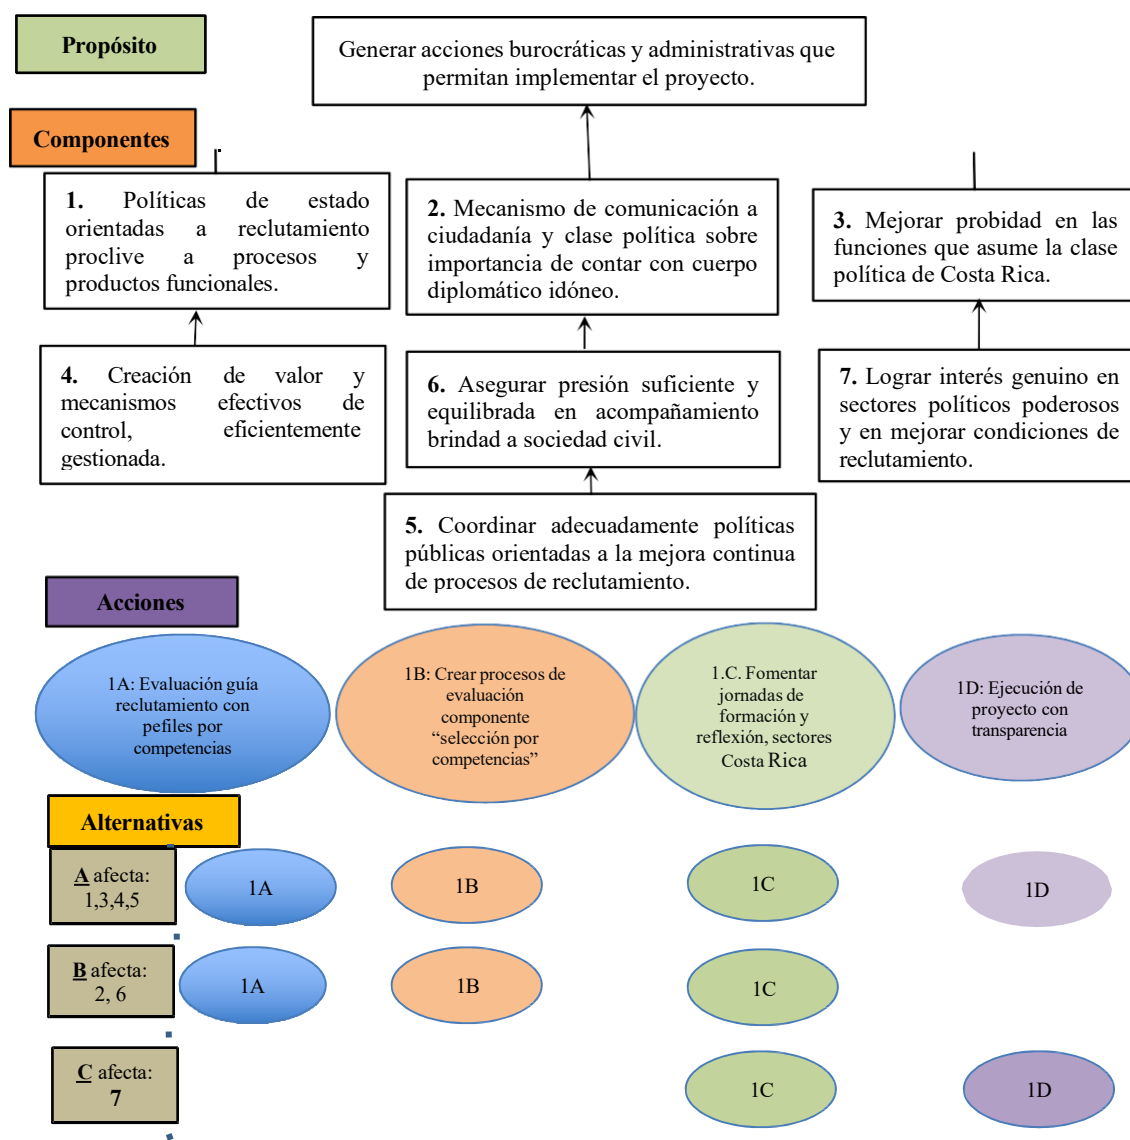 Propósito
Generar acciones burocráticas y administrativas que
permitan implementar el proyecto.
Componentes
1. Políticas de estado
orientadas a reclutamiento
proclive a procesos y
productos funcionales.
2. Mecanismo de comunicación a
ciudadanía y clase política sobre
importancia de contar con cuerpo
diplomático idóneo.
3. Mejorar probidad en las
funciones que asume la clase
política de Costa Rica.
4. Creación de valor y
mecanismos efectivos de
control, eficientemente
gestionada.
6. Asegurar presión suficiente y
equilibrada en acompañamiento
brindad a sociedad civil.
7. Lograr interés genuino en
sectores políticos poderosos
y en mejorar condiciones de
reclutamiento.
5. Coordinar adecuadamente políticas
públicas orientadas a la mejora continua
de procesos de reclutamiento.
Acciones
1A: Evaluación guía
reclutamiento con
pefiles por
competencias
1B: Crear procesos de
evaluación
componente
“selección por
competencias”
1.C. Fomentar
jornadas de
formación y
reflexión, sectores
Costa Rica
1D: Ejecución de
proyecto con
transparencia
Alternativas
A afecta:
1,3,4,5
1A
1B
1C
1D
B afecta:
2, 6
1A
1B
1C
C afecta:
7
1C
1D